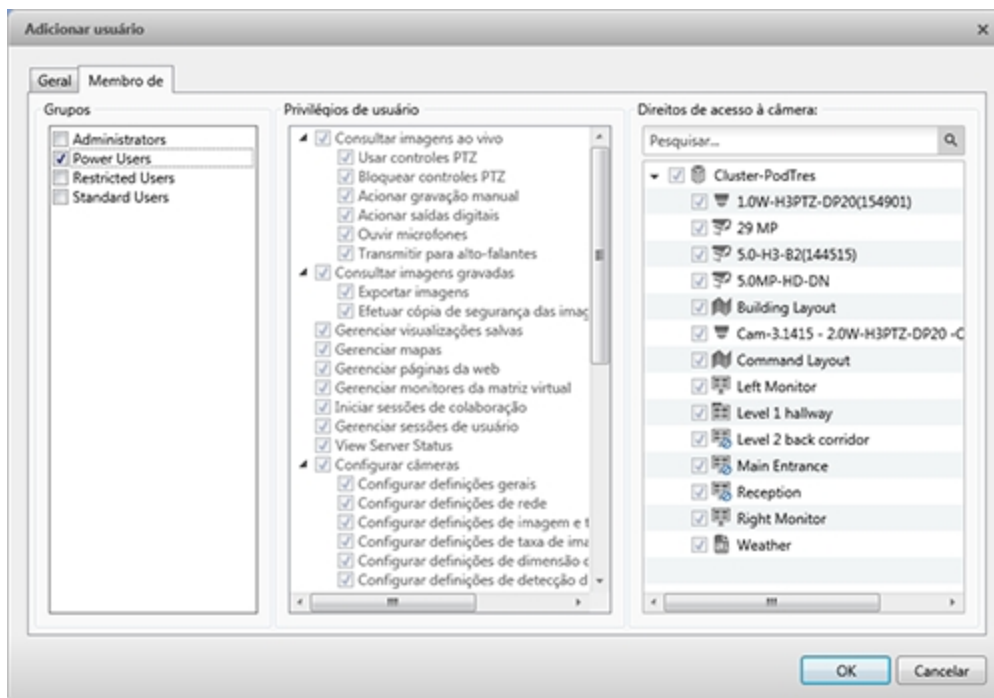 Adicionar usuário
Geral
Membro de
Grupos
Administrators
Power Users
Restricted Users
Standard Users
Privilégios de usuário
Consultar imagens ao vivo
Usar controles PTZ
Bloquear controles PTZ
Acionar gravação manual
Acionar saídas digitais
Ouvir microfones
Transmitir para alto-falantes
Consultar imagens gravadas
Exportar imagens
Efetuar cópia de segurança das imag
Gerenciar visualizações salvas
Gerenciar mapas
Gerenciar páginas da web
Gerenciar monitores da matriz virtual
Iniciar sessões de colaboração
Gerenciar sessões de usuário
View Server Status
Configurar câmeras
Configurar definições gerais
Configurar definições de rede
Configurar definições de imagem e t
Configurar definições de taxa de ima
Configurar definições de dimensão d
Configurar definições de detecção d
Direitos de acesso à câmera:
Pesquisar...
Cluster-PodTres
1.0W-H3PTZ-DP20(154901)
29 MP
5.0-H3-B2(144515)
5.0MP-HD-DN
Building Layout
Cam-3.1415 - 2.0W-H3PTZ-DP20 -C
Command Layout
Left Monitor
Level 1 hallway
Level 2 back corridor
Main Entrance
Reception
Right Monitor
Weather
OK
Cancelar